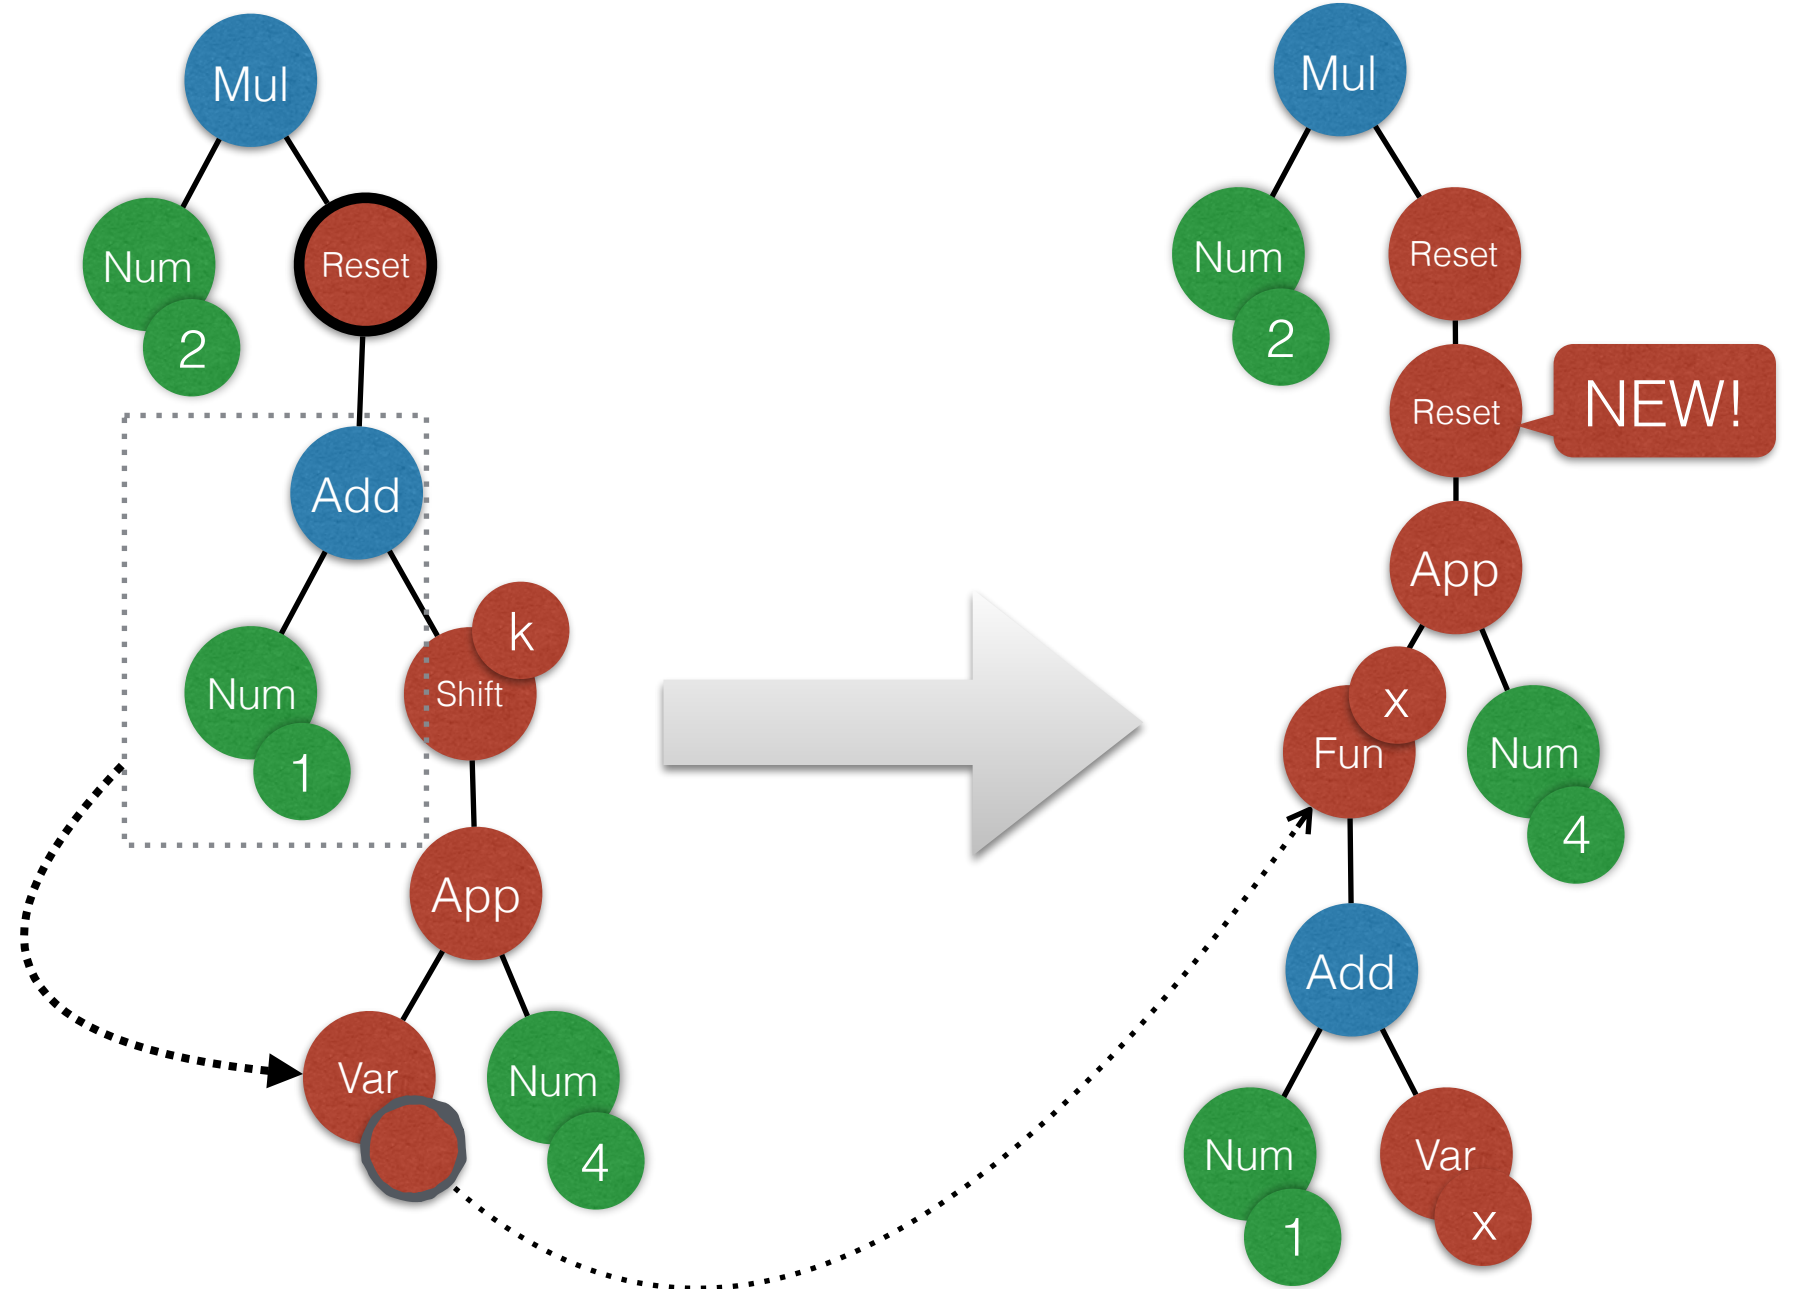 Mul
Num
2
Reset
Add
Num
1
k
Shift
App
Var
Num
4
Mul
Num
2
Reset
Reset
NEW!
App
x
Fun
Num
4
Add
Num
1
Var
x